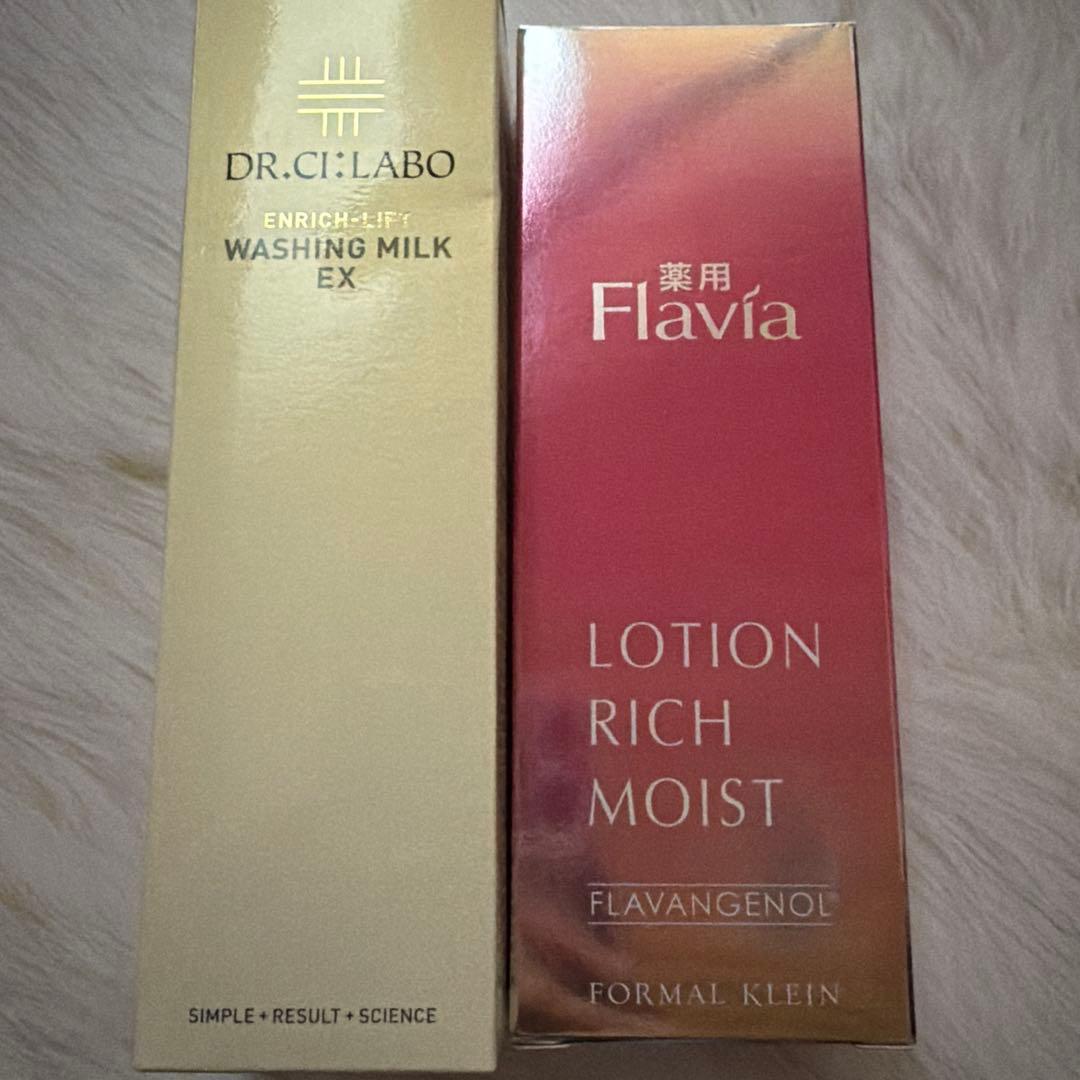 DR.CI:LABO
ENRICH-LIFT
WASHING MILK
EX
SIMPLE + RESULT + SCIENCE
薬用
Flavía
LOTION
RICH
MOIST
FLAVANGENOL
FORMAL KLEIN